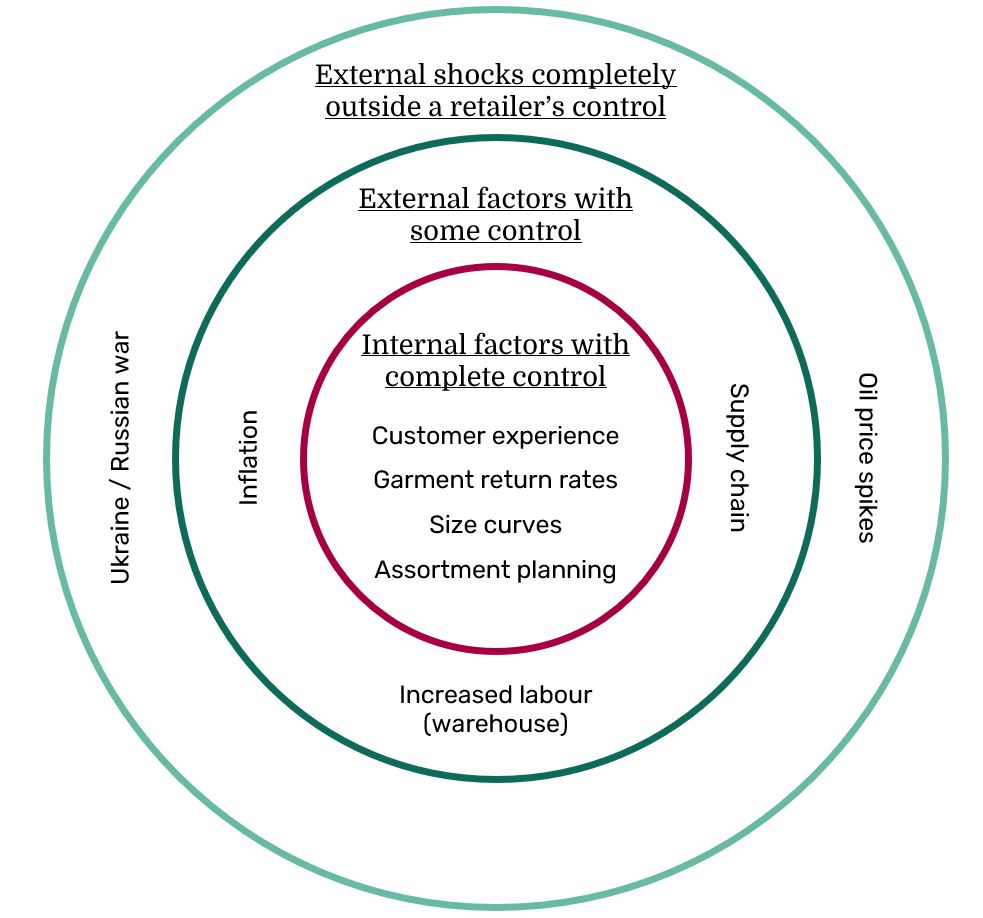 External shocks completely
outside a retailer’s control
External factors with
some control
Internal factors with
complete control
Customer experience
Garment return rates
Size curves
Assortment planning
Ukraine / Russian war
Inflation
Supply chain
Oil price spikes
Increased labour
(warehouse)